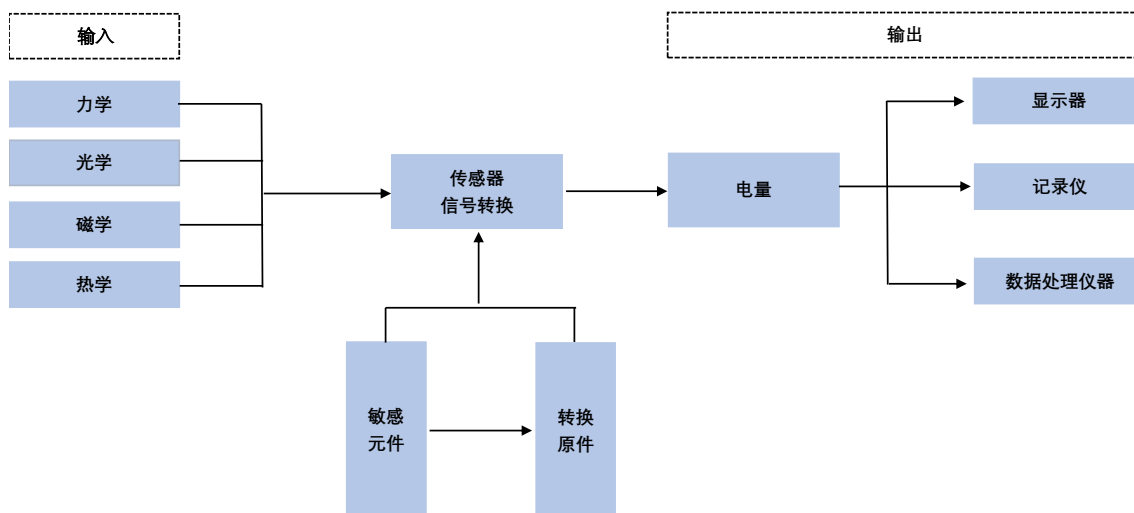 输入
输出
力学
光学
磁学
热学
传感器
信号转换
电量
显示器
记录仪
数据处理仪器
敏感
元件
转换
原件